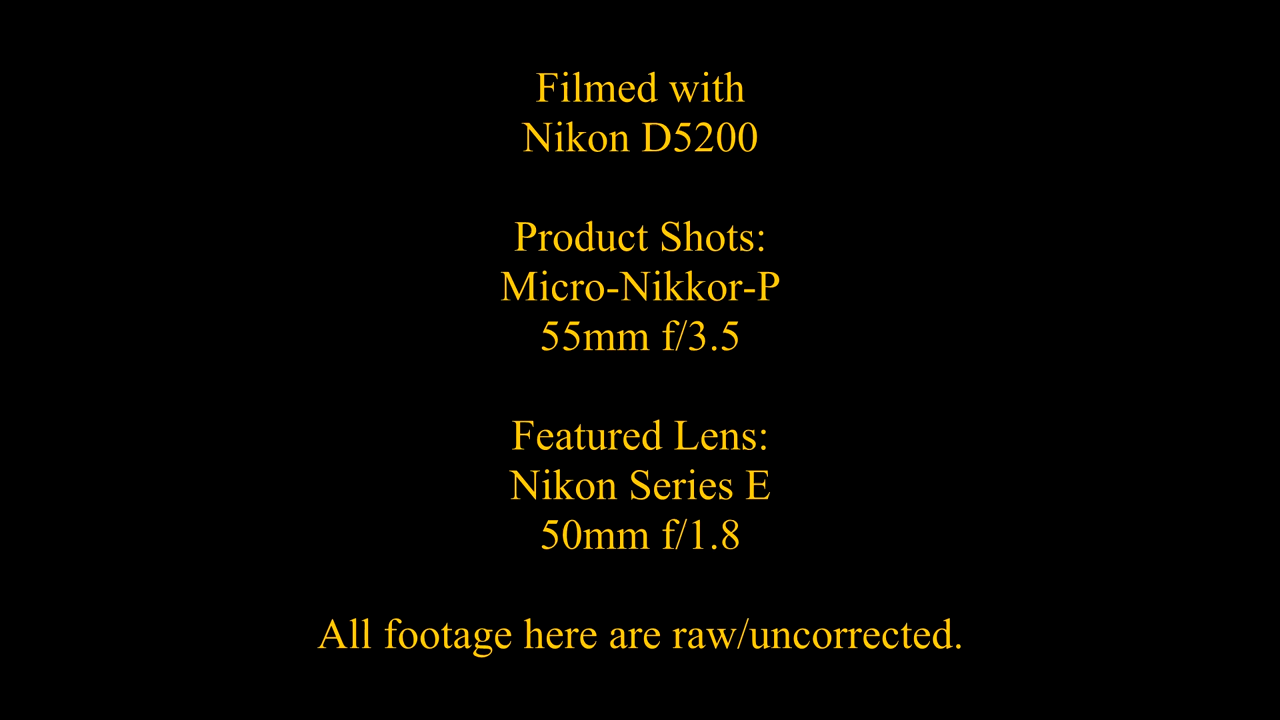 Filmed with
Nikon D5200
Product Shots:
Micro-Nikkor-P
55mm f/3.5
Featured Lens:
Nikon Series E
50mm f/1.8
All footage here are raw/uncorrected.